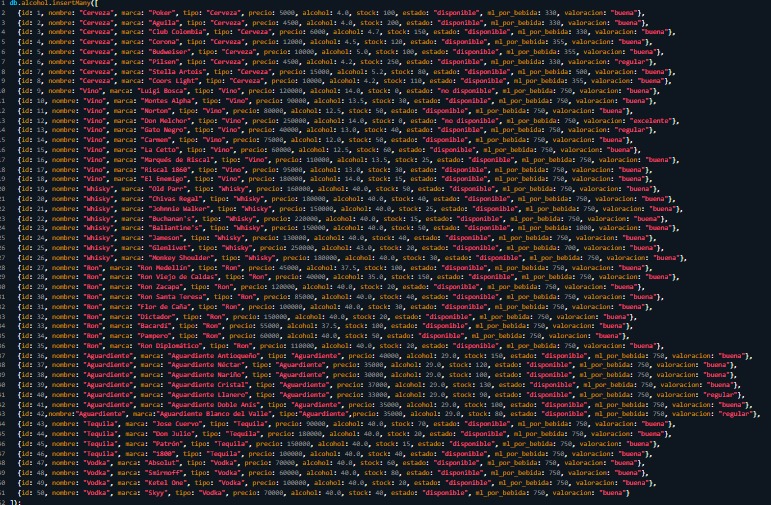 db.alcohol.insertMany([
{id: 1, nombre: "Cerveza", marca: "Poker", tipo: "Cerveza", precio: 5000, alcohol: 4.0, stock: 100, estado: "disponible", ml_por_bebida: 330, valoracion: "buena"},
{id: 2, nombre: "Cerveza", marca: "Aguila", tipo: "Cerveza", precio: 4500, alcohol: 4.0, stock: 200, estado: "disponible", ml_por_bebida: 330, valoracion: "buena"},
{id: 3, nombre: "Cerveza", marca: "Club Colombia", tipo: "Cerveza", precio: 6000, alcohol: 4.7, stock: 150, estado: "disponible", ml_por_bebida: 330, valoracion: "buena"},
{id: 4, nombre: "Cerveza", marca: "Corona", tipo: "Cerveza", precio: 12000, alcohol: 4.5, stock: 120, estado: "disponible", ml_por_bebida: 355, valoracion: "buena"},
{id: 5, nombre: "Cerveza", marca: "Budweiser", tipo: "Cerveza", precio: 10000, alcohol: 5.0, stock: 100, estado: "disponible", ml_por_bebida: 355, valoracion: "buena"},
{id: 6, nombre: "Cerveza", marca: "Pilsen", tipo: "Cerveza", precio: 4500, alcohol: 4.2, stock: 250, estado: "disponible", ml_por_bebida: 330, valoracion: "regular"},
{id: 7, nombre: "Cerveza", marca: "Stella Artois", tipo: "Cerveza", precio: 15000, alcohol: 5.2, stock: 80, estado: "disponible", ml_por_bebida: 500, valoracion: "buena"},
{id: 8, nombre: "Cerveza", marca: "Coors Light", tipo: "Cerveza", precio: 10000, alcohol: 4.2, stock: 110, estado: "disponible", ml_por_bebida: 355, valoracion: "buena"},
{id: 9, nombre: "Vino", marca: "Luigi Bosca", tipo: "Vino", precio: 120000, alcohol: 14.0, stock: 0, estado: "no disponible", ml_por_bebida: 750, valoracion: "buena"},
{id: 10, nombre: "Vino", marca: "Montes Alpha", tipo: "Vino", precio: 90000, alcohol: 13.5, stock: 30, estado: "disponible", ml_por_bebida: 750, valoracion: "buena"},
{id: 11, nombre: "Vino", marca: "Norton", tipo: "Vino", precio: 80000, alcohol: 12.5, stock: 50, estado: "disponible", ml_por_bebida: 750, valoracion: "buena"},
{id: 12, nombre: "Vino", marca: "Don Melchor", tipo: "Vino", precio: 250000, alcohol: 14.0, stock: 0, estado: "no disponible", ml_por_bebida: 750, valoracion: "excelente"},
{id: 13, nombre: "Vino", marca: "Gato Negro", tipo: "Vino", precio: 40000, alcohol: 13.0, stock: 40, estado: "disponible", ml_por_bebida: 750, valoracion: "regular"},
{id: 14, nombre: "Vino", marca: "Carmen", tipo: "Vino", precio: 75000, alcohol: 12.0, stock: 50, estado: "disponible", ml_por_bebida: 750, valoracion: "buena"},
{id: 15, nombre: "Vino", marca: "La Cetto", tipo: "Vino", precio: 60000, alcohol: 12.5, stock: 60, estado: "disponible", ml_por_bebida: 750, valoracion: "buena"},
{id: 16, nombre: "Vino", marca: "Marqués de Riscal", tipo: "Vino", precio: 110000, alcohol: 13.5, stock: 25, estado: "disponible", ml_por_bebida: 750, valoracion: "buena"},
{id: 17, nombre: "Vino", marca: "Riscal 1860", tipo: "Vino", precio: 95000, alcohol: 13.0, stock: 30, estado: "disponible", ml_por_bebida: 750, valoracion: "buena"},
{id: 18, nombre: "Vino", marca: "El Enemigo", tipo: "Vino", precio: 180000, alcohol: 14.0, stock: 15, estado: "disponible", ml_por_bebida: 750, valoracion: "buena"},
{id: 19, nombre: "Whisky", marca: "Old Parr", tipo: "Whisky", precio: 160000, alcohol: 40.0, stock: 50, estado: "disponible", ml_por_bebida: 750, valoracion: "buena"},
{id: 20, nombre: "Whisky", marca: "Chivas Regal", tipo: "Whisky", precio: 180000, alcohol: 40.0, stock: 40, estado: "disponible", ml_por_bebida: 750, valoracion: "buena"},
{id: 21, nombre: "Whisky", marca: "Johnnie Walker", tipo: "Whisky", precio: 150000, alcohol: 40.0, stock: 25, estado: "disponible", ml_por_bebida: 750, valoracion: "buena"},
{id: 22, nombre: "Whisky", marca: "Buchanan's", tipo: "Whisky", precio: 220000, alcohol: 40.0, stock: 15, estado: "disponible", ml_por_bebida: 750, valoracion: "buena"},
{id: 23, nombre: "Whisky", marca: "Ballantine's", tipo: "Whisky", precio: 150000, alcohol: 40.0, stock: 50, estado: "disponible", ml_por_bebida: 1000, valoracion: "buena"},
{id: 24, nombre: "Whisky", marca: "Jameson", tipo: "Whisky", precio: 130000, alcohol: 40.0, stock: 40, estado: "disponible", ml_por_bebida: 750, valoracion: "buena"},
{id: 25, nombre: "Whisky", marca: "Glenlivet", tipo: "Whisky", precio: 250000, alcohol: 43.0, stock: 20, estado: "disponible", ml_por_bebida: 700, valoracion: "buena"},
{id: 26, nombre: "Whisky", marca: "Monkey Shoulder", tipo: "Whisky", precio: 180000, alcohol: 40.0, stock: 30, estado: "disponible", ml_por_bebida: 700, valoracion: "buena"},
{id: 27, nombre: "Ron", marca: "Ron Medellín", tipo: "Ron", precio: 45000, alcohol: 37.5, stock: 100, estado: "disponible", ml_por_bebida: 750, valoracion: "buena"},
{id: 28, nombre: "Ron", marca: "Ron Viejo de Caldas", tipo: "Ron", precio: 40000, alcohol: 35.0, stock: 150, estado: "disponible", ml_por_bebida: 750, valoracion: "buena"},
{id: 29, nombre: "Ron", marca: "Ron Zacapa", tipo: "Ron", precio: 120000, alcohol: 40.0, stock: 20, estado: "disponible", ml_por_bebida: 750, valoracion: "buena"},
{id: 30, nombre: "Ron", marca: "Ron Santa Teresa", tipo: "Ron", precio: 85000, alcohol: 40.0, stock: 40, estado: "disponible", ml_por_bebida: 750, valoracion: "buena"},
{id: 31, nombre: "Ron", marca: "Flor de Caña", tipo: "Ron", precio: 100000, alcohol: 40.0, stock: 30, estado: "disponible", ml_por_bebida: 750, valoracion: "buena"},
{id: 32, nombre: "Ron", marca: "Dictador", tipo: "Ron", precio: 150000, alcohol: 40.0, stock: 20, estado: "disponible", ml_por_bebida: 700, valoracion: "buena"},
{id: 33, nombre: "Ron", marca: "Bacardí", tipo: "Ron", precio: 55000, alcohol: 37.5, stock: 100, estado: "disponible", ml_por_bebida: 750, valoracion: "buena"},
{id: 34, nombre: "Ron", marca: "Pampero", tipo: "Ron", precio: 60000, alcohol: 40.0, stock: 50, estado: "disponible", ml_por_bebida: 750, valoracion: "buena"},
{id: 35, nombre: "Ron", marca: "Ron Diplomático", tipo: "Ron", precio: 110000, alcohol: 40.0, stock: 20, estado: "disponible", ml_por_bebida: 700, valoracion: "buena"},
{id: 36, nombre: "Aguardiente", marca: "Aguardiente Antioqueño", tipo: "Aguardiente", precio: 40000, alcohol: 29.0, stock: 150, estado: "disponible", ml_por_bebida: 750, valoracion: "buena"},
{id: 37, nombre: "Aguardiente", marca: "Aguardiente Néctar", tipo: "Aguardiente", precio: 35000, alcohol: 29.0, stock: 120, estado: "disponible", ml_por_bebida: 750, valoracion: "buena"},
{id: 38, nombre: "Aguardiente", marca: "Aguardiente Nariño", tipo: "Aguardiente", precio: 30000, alcohol: 29.0, stock: 100, estado: "disponible", ml_por_bebida: 750, valoracion: "buena"},
{id: 39, nombre: "Aguardiente", marca: "Aguardiente Cristal", tipo: "Aguardiente", precio: 37000, alcohol: 29.0, stock: 130, estado: "disponible", ml_por_bebida: 750, valoracion: "buena"},
{id: 40, nombre: "Aguardiente", marca: "Aguardiente Llanero", tipo: "Aguardiente", precio: 33000, alcohol: 29.0, stock: 90, estado: "disponible", ml_por_bebida: 750, valoracion: "regular"},
{id: 41, nombre: "Aguardiente", marca: "Aguardiente Doble Anis", tipo: "Aguardiente", precio: 35000, alcohol: 29.0, stock: 100, estado: "disponible", ml_por_bebida: 750, valoracion: "buena"},
{id: 42,nombre:"Aguardiente", marca:"Aguardiente Blanco del Valle", tipo:"Aguardiente",precio: 35000, alcohol: 29.0, stock: 80, estado: "disponible", ml_por_bebida: 750, valoracion: "regular"},
{id: 43, nombre: "Tequila", marca: "Jose Cuervo", tipo: "Tequila", precio: 90000, alcohol: 40.0, stock: 70, estado: "disponible", ml_por_bebida: 750, valoracion: "buena"},
{id: 44, nombre: "Tequila", marca: "Don Julio", tipo: "Tequila", precio: 180000, alcohol: 40.0, stock: 20, estado: "disponible", ml_por_bebida: 750, valoracion: "buena"},
{id: 45, nombre: "Tequila", marca: "Patrón", tipo: "Tequila", precio: 150000, alcohol: 40.0, stock: 15, estado: "disponible", ml_por_bebida: 750, valoracion: "buena"},
{id: 46, nombre: "Tequila", marca: "1800", tipo: "Tequila", precio: 100000, alcohol: 40.0, stock: 40, estado: "disponible", ml_por_bebida: 750, valoracion: "buena"},
{id: 47, nombre: "Vodka", marca: "Absolut", tipo: "Vodka", precio: 70000, alcohol: 40.0, stock: 60, estado: "disponible", ml_por_bebida: 750, valoracion: "buena"},
{id: 48, nombre: "Vodka", marca: "Smirnoff", tipo: "Vodka", precio: 60000, alcohol: 40.0, stock: 80, estado: "disponible", ml_por_bebida: 750, valoracion: "buena"},
{id: 49, nombre: "Vodka", marca: "Ketel One", tipo: "Vodka", precio: 100000, alcohol: 40.0, stock: 20, estado: "disponible", ml_por_bebida: 750, valoracion: "buena"},
{id: 50, nombre: "Vodka", marca: "Skyy", tipo: "Vodka", precio: 70000, alcohol: 40.0, stock: 40, estado: "disponible", ml_por_bebida: 750, valoracion: "buena"}
]);